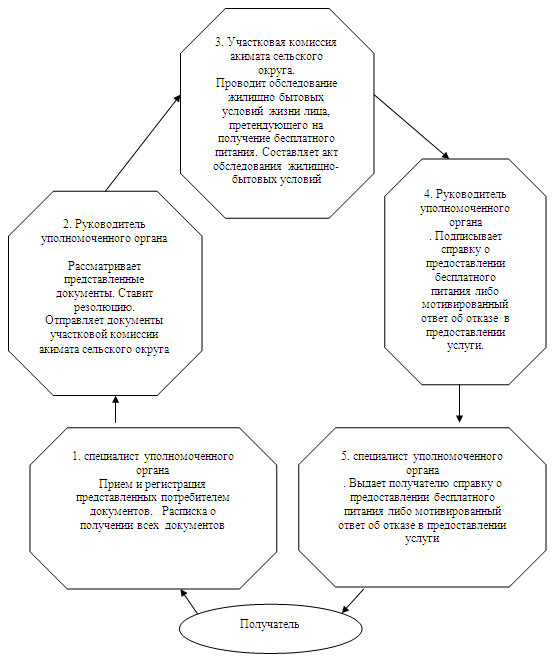 3. Участковая комиссия
акимата сельского
округа.
Проводит обследование
жилищно бытовых
условий жизни лица,
претендующего на
получение бесплатного
питания. Составляет акт
обследования жилищно-
бытовых условий
2. Руководитель
уполномоченного органа
Рассматривает
представленные
документы. Ставит
резолюцию.
Отправляет документы
участковой комиссии
акимата сельского округа
4. Руководитель
уполномоченного
органа
. Подписывает
справку о
предоставлении
бесплатного
питания либо
мотивированный
ответ об отказе в
предоставлении
услуги.
1. специалист уполномоченного
органа
Прием и регистрация
представленных потребителем
документов. Расписка о
получении всех документов
5. специалист уполномоченного
органа
. Выдает получателю справку о
предоставлении бесплатного
питания либо мотивированный
ответ об отказе в предоставлении
услуги
Получатель